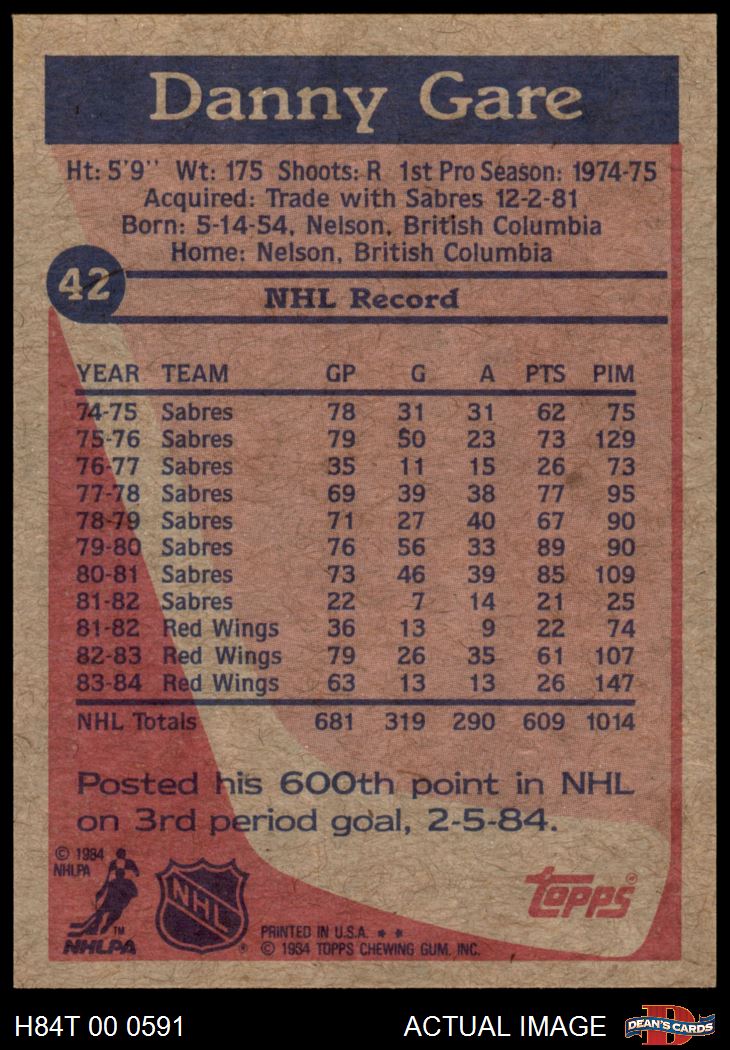 Danny Gare
Ht: 5'9'' Wt: 175 Shoots: R 1st Pro Season: 1974-75
Acquired: Trade with Sabres 12-2-81
Born: 5-14-54, Nelson, British Columbia
Home: Nelson, British Columbia
42
NHL Record
YEAR TEAM GP G A PTS PIM
74-75 Sabres 78 31 31 62 75
75-76 Sabres 79 50 23 73 129
76-77 Sabres 35 11 15 26 73
77-78 Sabres 69 39 38 77 95
78-79 Sabres 71 27 40 67 90
79-80 Sabres 76 56 33 89 90
80-81 Sabres 73 46 39 85 109
81-82 Sabres 22 7 14 21 25
81-82 Red Wings 36 13 9 22 74
82-83 Red Wings 79 26 35 61 107
83-84 Red Wings 63 13 13 26 147
NHL Totals 681 319 290 609 1014
Posted his 600th point in NHL
on 3rd period goal, 2-5-84.
© 1984
NHLPA
TM
NHLPA
NHL
®
topps®
PRINTED IN U.S.A. * *
© 1984 TOPPS CHEWING GUM, INC.
H84T 00 0591
ACTUAL IMAGE
D
DEAN'S CARDS